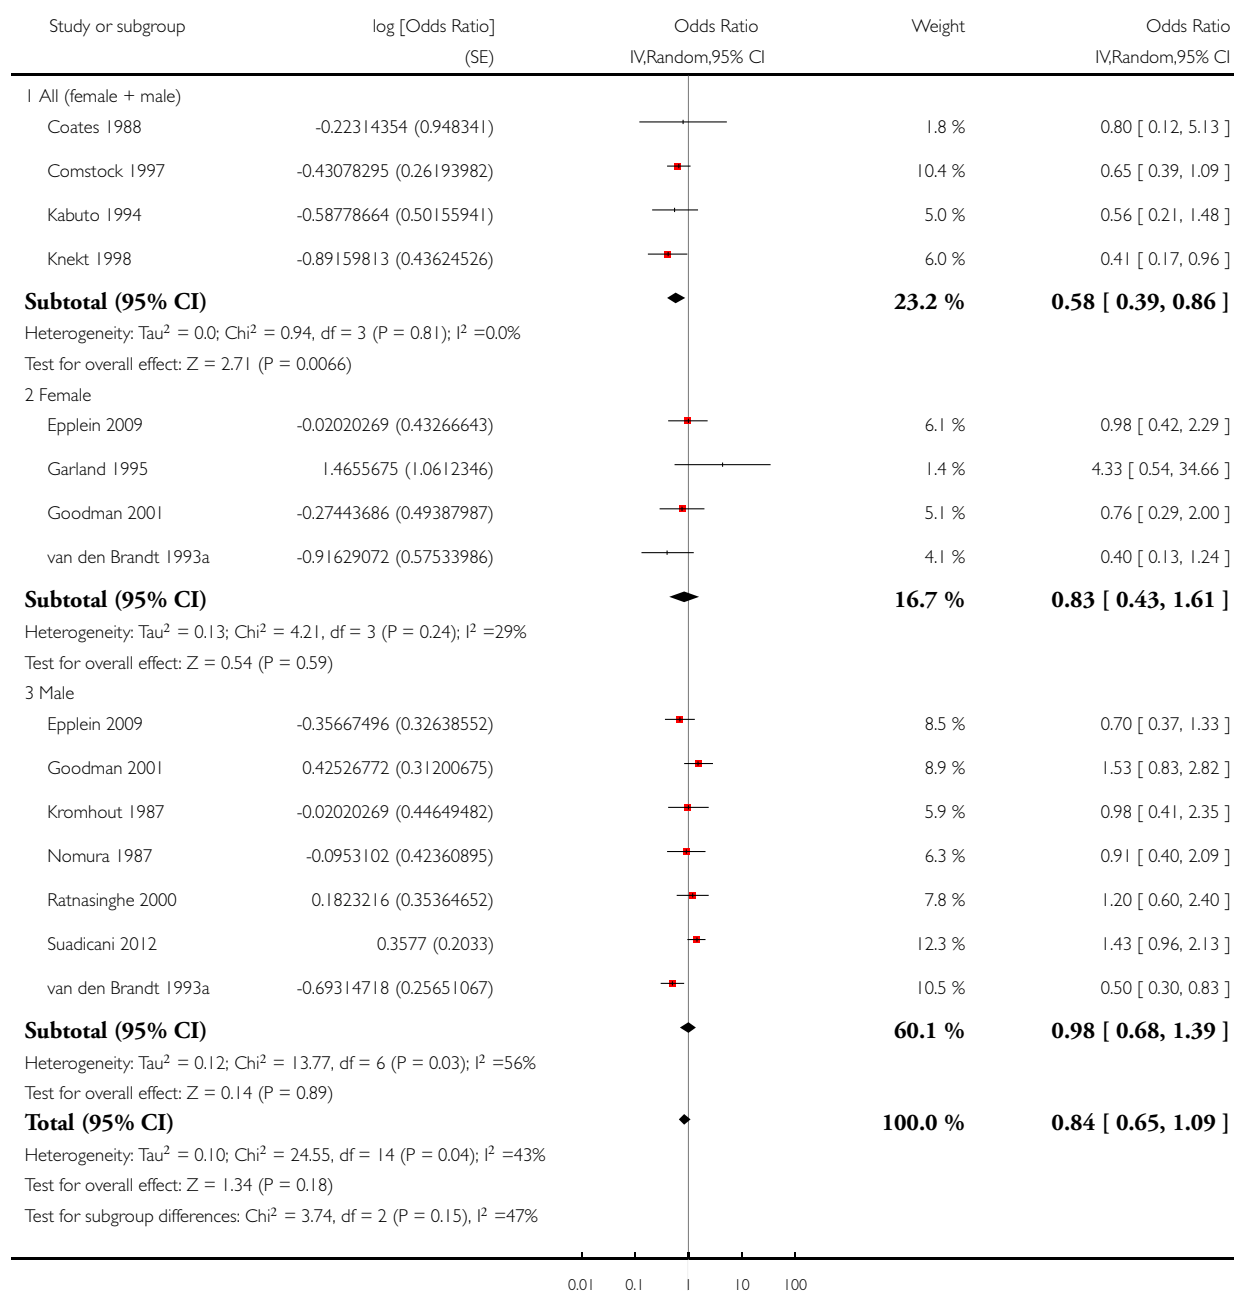 Study or subgroup log [Odds Ratio] Odds Ratio Weight Odds Ratio
(SE) IV,Random,95% CI IV,Random,95% CI
1 All (female + male)
Coates 1988 -0.22314354 (0.948341) 1.8 % 0.80 [ 0.12, 5.13 ]
Comstock 1997 -0.43078295 (0.26193982) 10.4 % 0.65 [ 0.39, 1.09 ]
Kabuto 1994 -0.58778664 (0.50155941) 5.0 % 0.56 [ 0.21, 1.48 ]
Knekt 1998 -0.89159813 (0.43624526) 6.0 % 0.41 [ 0.17, 0.96 ]
Subtotal (95% CI) 23.2 % 0.58 [ 0.39, 0.86 ]
Heterogeneity: Tau² = 0.0; Chi² = 0.94, df = 3 (P = 0.81); I² =0.0%
Test for overall effect: Z = 2.71 (P = 0.0066)
2 Female
Epplein 2009 -0.02020269 (0.43266643) 6.1 % 0.98 [ 0.42, 2.29 ]
Garland 1995 1.4655675 (1.0612346) 1.4 % 4.33 [ 0.54, 34.66 ]
Goodman 2001 -0.27443686 (0.49387987) 5.1 % 0.76 [ 0.29, 2.00 ]
van den Brandt 1993a -0.91629072 (0.57533986) 4.1 % 0.40 [ 0.13, 1.24 ]
Subtotal (95% CI) 16.7 % 0.83 [ 0.43, 1.61 ]
Heterogeneity: Tau² = 0.13; Chi² = 4.21, df = 3 (P = 0.24); I² =29%
Test for overall effect: Z = 0.54 (P = 0.59)
3 Male
Epplein 2009 -0.35667496 (0.32638552) 8.5 % 0.70 [ 0.37, 1.33 ]
Goodman 2001 0.42526772 (0.31200675) 8.9 % 1.53 [ 0.83, 2.82 ]
Kromhout 1987 -0.02020269 (0.44649482) 5.9 % 0.98 [ 0.41, 2.35 ]
Nomura 1987 -0.0953102 (0.42360895) 6.3 % 0.91 [ 0.40, 2.09 ]
Ratnasinghe 2000 0.1823216 (0.35364652) 7.8 % 1.20 [ 0.60, 2.40 ]
Suadicani 2012 0.3577 (0.2033) 12.3 % 1.43 [ 0.96, 2.13 ]
van den Brandt 1993a -0.69314718 (0.25651067) 10.5 % 0.50 [ 0.30, 0.83 ]
Subtotal (95% CI) 60.1 % 0.98 [ 0.68, 1.39 ]
Heterogeneity: Tau² = 0.12; Chi² = 13.77, df = 6 (P = 0.03); I² =56%
Test for overall effect: Z = 0.14 (P = 0.89)
Total (95% CI) 100.0 % 0.84 [ 0.65, 1.09 ]
Heterogeneity: Tau² = 0.10; Chi² = 24.55, df = 14 (P = 0.04); I² =43%
Test for overall effect: Z = 1.34 (P = 0.18)
Test for subgroup differences: Chi² = 3.74, df = 2 (P = 0.15), I² =47%
0.01 0.1 1 10 100